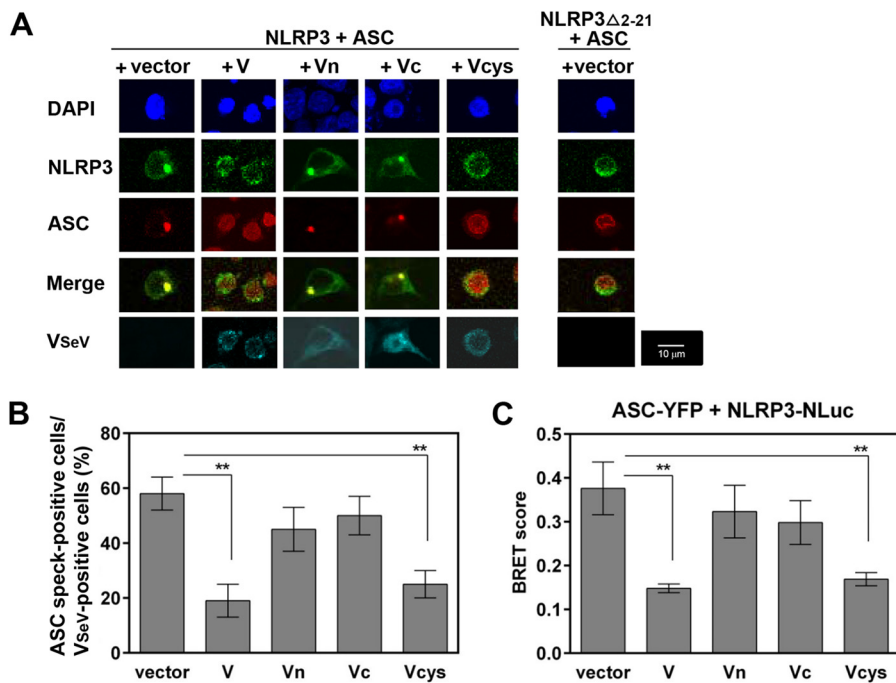 A
NLRP3 + ASC
NLRP3△2-21
+ ASC
+ vector + V + Vn + Vc + Vcys +vector
DAPI
NLRP3
ASC
Merge
VSeV
10 μm
B
ASC speck-positive cells/
VSeV-positive cells (%)
80
60
40
20
0
**
**
vector V Vn Vc Vcys
C
ASC-YFP + NLRP3-NLuc
BRET score
0.5
0.4
0.3
0.2
0.1
0.0
**
**
vector V Vn Vc Vcys